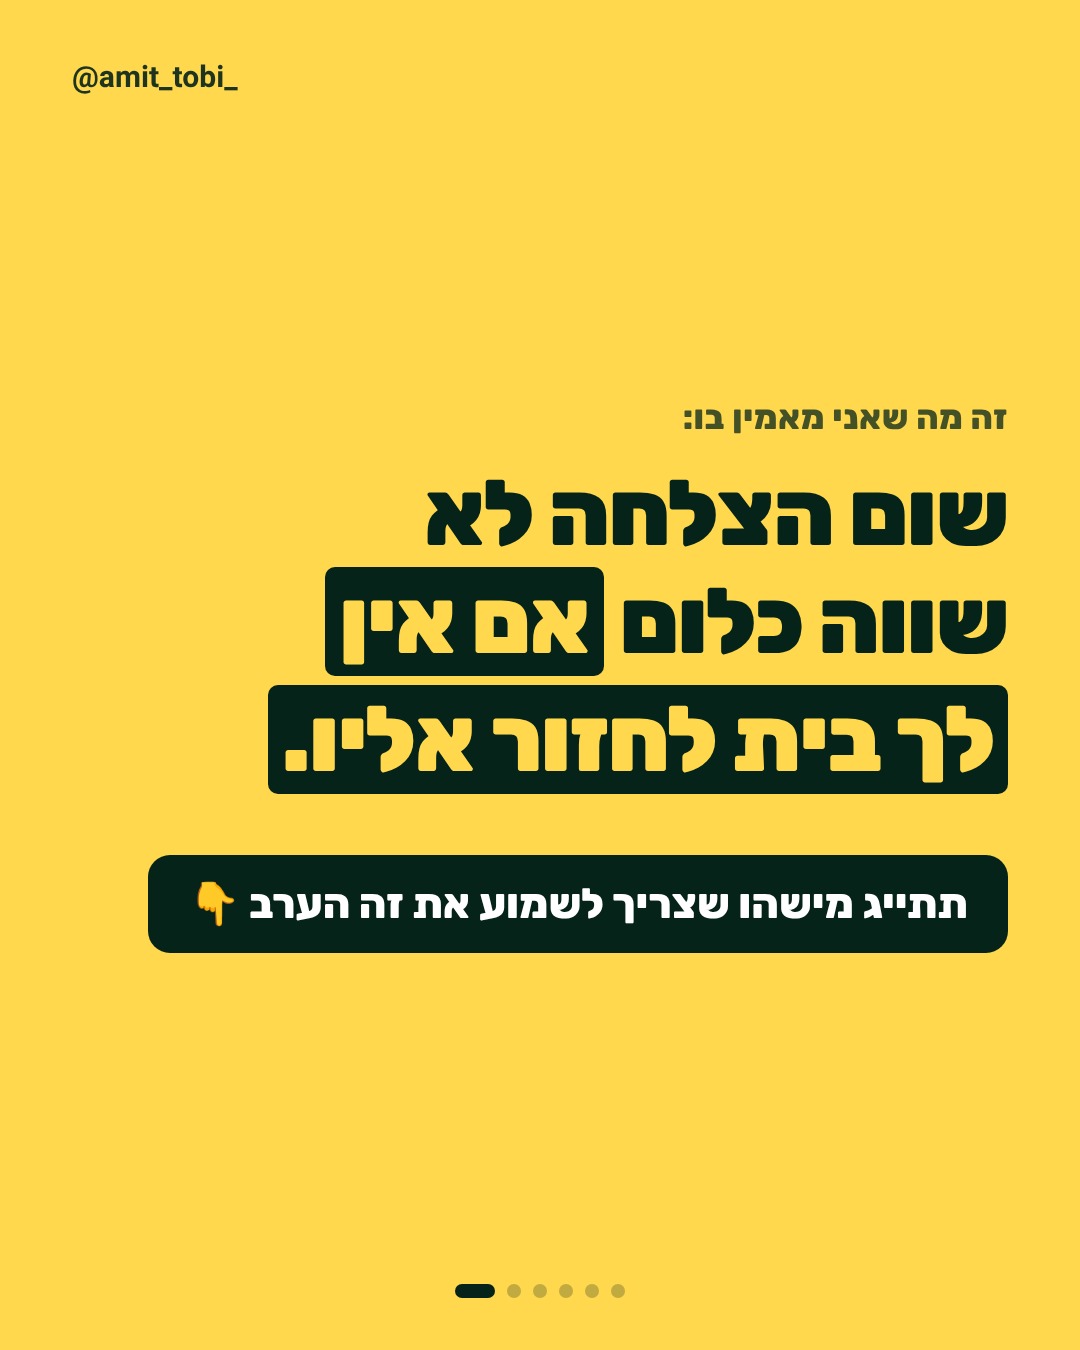 @amit_tobi_
זה מה שאני מאמין בו:
שום הצלחה לא
שווה כלום אם אין
לך בית לחזור אליו.
תתייג מישהו שצריך לשמוע את זה הערב 👇